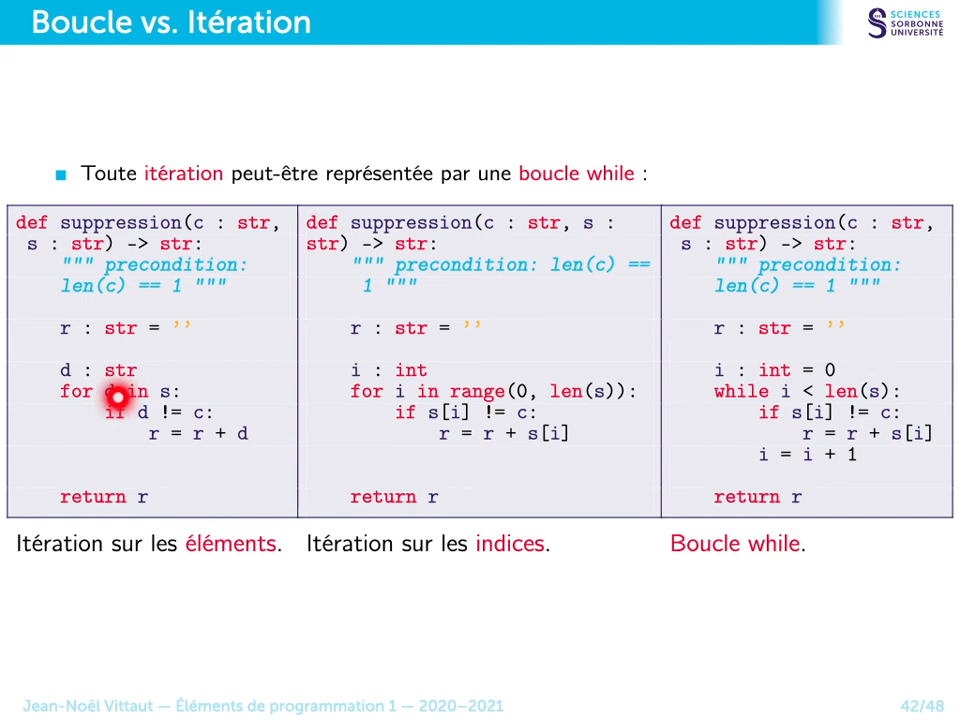 Boucle vs. Itération
SCIENCES
SORBONNE
UNIVERSITÉ
Toute itération peut-être représentée par une boucle while :
def suppression(c : str,
s : str) -> str:
""" precondition:
len(c) == 1 """
r : str = ''
d : str
for d in s:
if d != c:
r = r + d
return r
def suppression(c : str, s :
str) -> str:
""" precondition: len(c) ==
1 """
r : str = ''
i : int
for i in range(0, len(s)):
if s[i] != c:
r = r + s[i]
return r
def suppression(c : str,
s : str) -> str:
""" precondition:
len(c) == 1 """
r : str = ''
i : int = 0
while i < len(s):
if s[i] != c:
r = r + s[i]
i = i + 1
return r
Itération sur les éléments.
Itération sur les indices.
Boucle while.
Jean-Noël Vittaut — Éléments de programmation 1 — 2020–2021
42/48